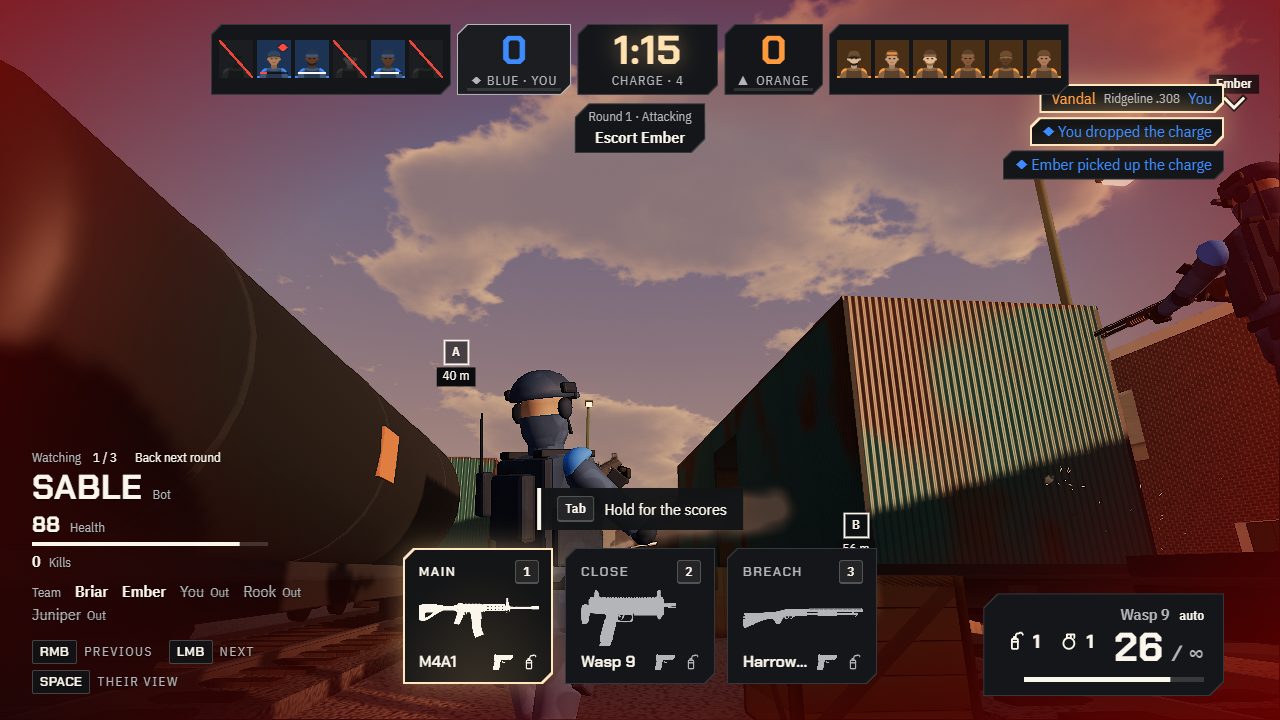 0
◆ BLUE · YOU
1:15
CHARGE · 4
0
▲ ORANGE
Round 1 · Attacking
Escort Ember
Ember
Vandal Ridgeline .308 You
◆ You dropped the charge
◆ Ember picked up the charge
A
40 m
B
56 m
Watching 1 / 3 Back next round
SABLE Bot
88 Health
0 Kills
Team Briar Ember You Out Rook Out
Juniper Out
RMB PREVIOUS LMB NEXT
SPACE THEIR VIEW
Tab Hold for the scores
MAIN 1
M4A1
CLOSE 2
Wasp 9
BREACH 3
Harrow...
Wasp 9 auto
1 1 26 / ∞